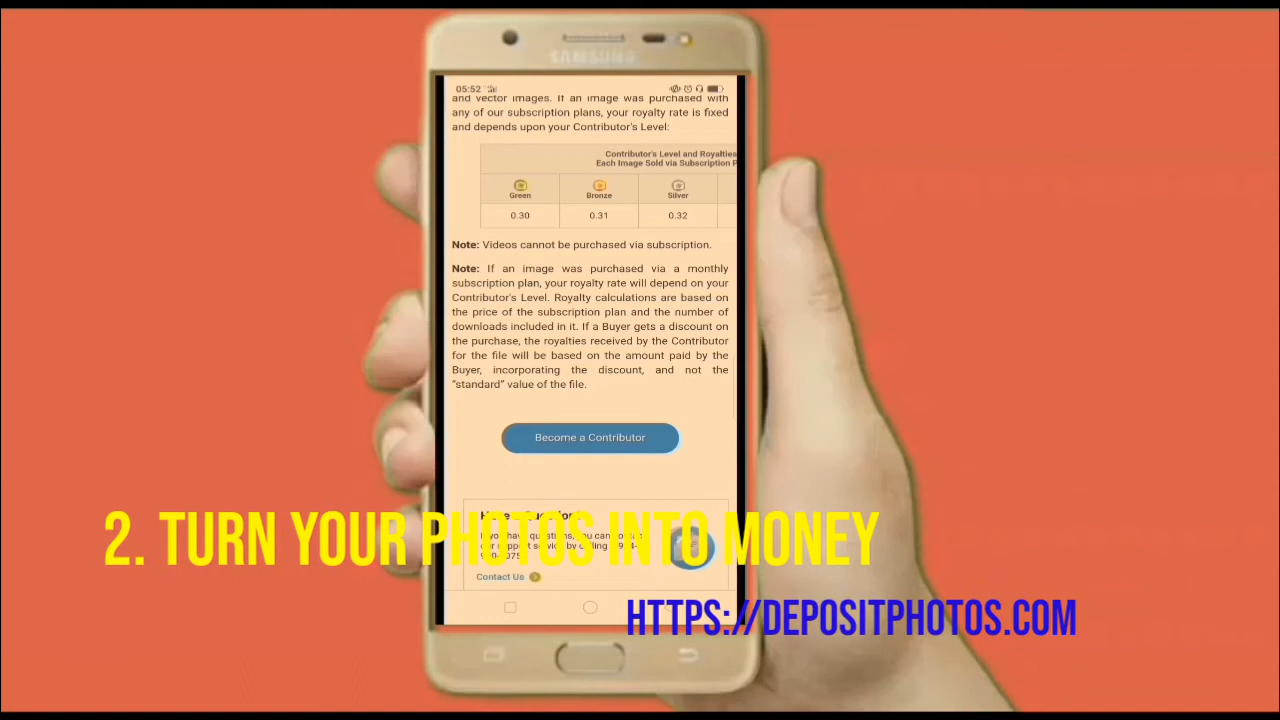 SAMSUNG
05:52
and vector images. If an image was purchased with
any of our subscription plans, your royalty rate is fixed
and depends upon your Contributor's Level:
Contributor's Level and Royalties
Each Image Sold via Subscription P
Green Bronze Silver
0.30 0.31 0.32
Note: Videos cannot be purchased via subscription.
Note: If an image was purchased via a monthly
subscription plan, your royalty rate will depend on your
Contributor's Level. Royalty calculations are based on
the price of the subscription plan and the number of
downloads included in it. If a Buyer gets a discount on
the purchase, the royalties received by the Contributor
for the file will be based on the amount paid by the
Buyer, incorporating the discount, and not the
“standard” value of the file.
Become a Contributor
2. TURN YOUR PHOTOS INTO MONEY
Contact Us
HTTPS://DEPOSITPHOTOS.COM